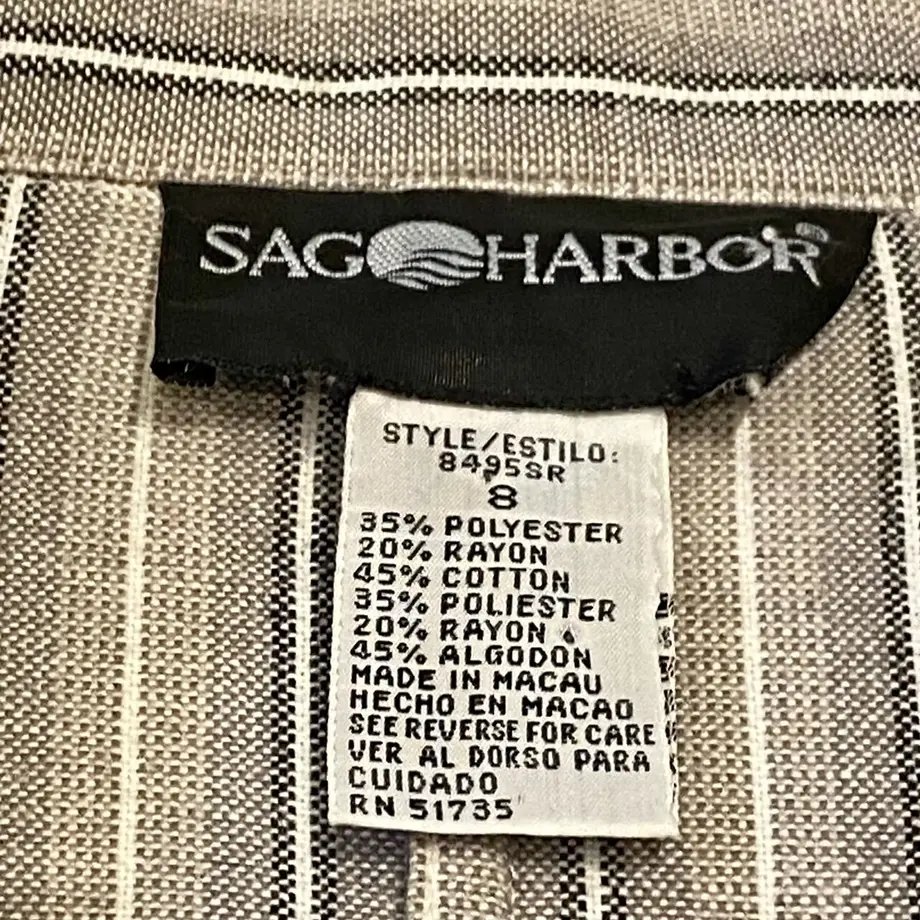 SAG HARBOR
STYLE/ESTILO:
8495SR
8
35% POLYESTER
20% RAYON
45% COTTON
35% POLIESTER
20% RAYON
45% ALGODON
MADE IN MACAU
HECHO EN MACAO
SEE REVERSE FOR CARE
VER AL DORSO PARA
CUIDADO
RN 51735